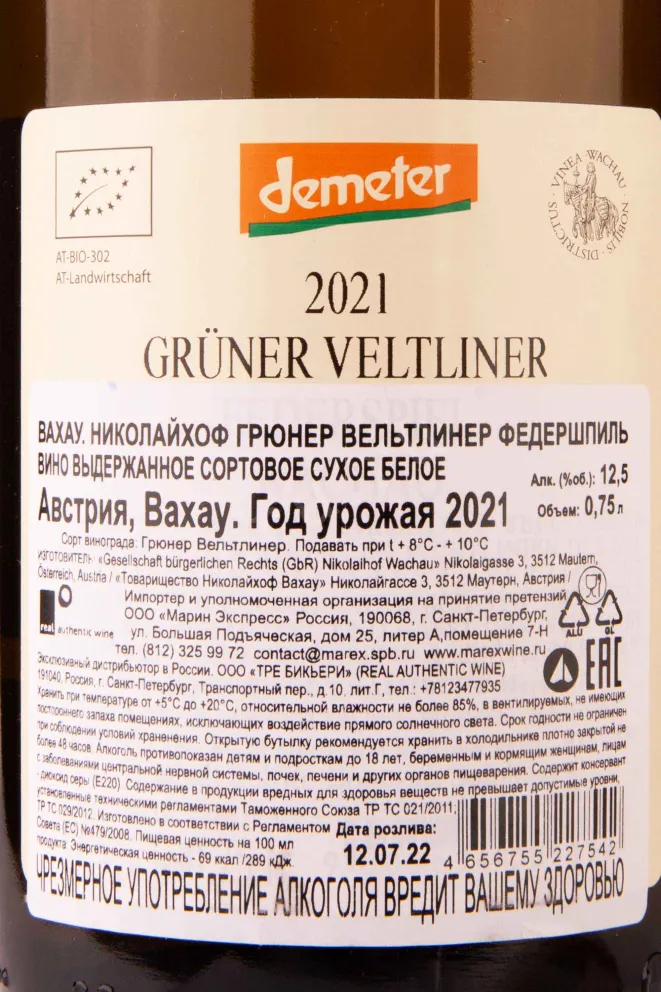 demeter
VINEA WACHAU NOBILIS DISTRICTUS
AT-BIO-302
AT-Landwirtschaft
2021
GRÜNER VELTLINER
FEDERSPIEL
ВАХАУ. НИКОЛАЙХОФ ГРЮНЕР ВЕЛЬТЛИНЕР ФЕДЕРШПИЛЬ
ВИНО ВЫДЕРЖАННОЕ СОРТОВОЕ СУХОЕ БЕЛОЕ
Алк. (%об.): 12,5
Австрия, Вахау. Год урожая 2021
Объем: 0,75 л
Сорт винограда: Грюнер Вельтлинер. Подавать при t + 8°C - + 10°C
изготовитель: «Gesellschaft bürgerlichen Rechts (GbR) Nikolaihof Wachau» Nikolaigasse 3, 3512 Mautern,
Österreich, Austria / «Товарищество Николайхоф Вахау» Николайгассе 3, 3512 Маутерн, Австрия /
Импортер и уполномоченная организация на принятие претензий
ООО «Марин Экспресс» Россия, 190068, г. Санкт-Петербург,
real authentic wine
ул. Большая Подъяческая, дом 25, литер А,помещение 7-Н
ALU GL
тел. (812) 325 99 72 contact@marex.spb.ru www.marexwine.ru
EAC
Эксклюзивный дистрибьютор в России. ООО «ТРЕ БИКЬЕРИ» (REAL AUTHENTIC WINE)
191040, Россия, г. Санкт-Петербург, Транспортный пер., д.10, лит.Г, тел.: +78123477935
Хранить при температуре от +5°С до +20°С, относительной влажности не более 85%, в вентилируемых, не имеющих
постороннего запаха помещениях, исключающих воздействие прямого солнечного света. Срок годности не ограничен
при соблюдении условий хранения. Открытую бутылку рекомендуется хранить в холодильнике плотно закрытой не
более 48 часов. Алкоголь противопоказан детям и подросткам до 18 лет, беременным и кормящим женщинам, лицам
с заболеваниями центральной нервной системы, почек, печени и других органов пищеварения. Содержит консервант
- диоксид серы (E220). Содержание в продукции вредных для здоровья веществ не превышает допустимые уровни,
установленные техническими регламентами Таможенного Союза ТР ТС 021/2011;
ТР ТС 029/2012. Изготовлено в соответствии с Регламентом
Совета (ЕС) №479/2008. Пищевая ценность на 100 мл
продукта: Энергетическая ценность - 69 ккал /289 кДж.
Дата розлива:
12.07.22
4 656755 227542
ЧРЕЗМЕРНОЕ УПОТРЕБЛЕНИЕ АЛКОГОЛЯ ВРЕДИТ ВАШЕМУ ЗДОРОВЬЮ